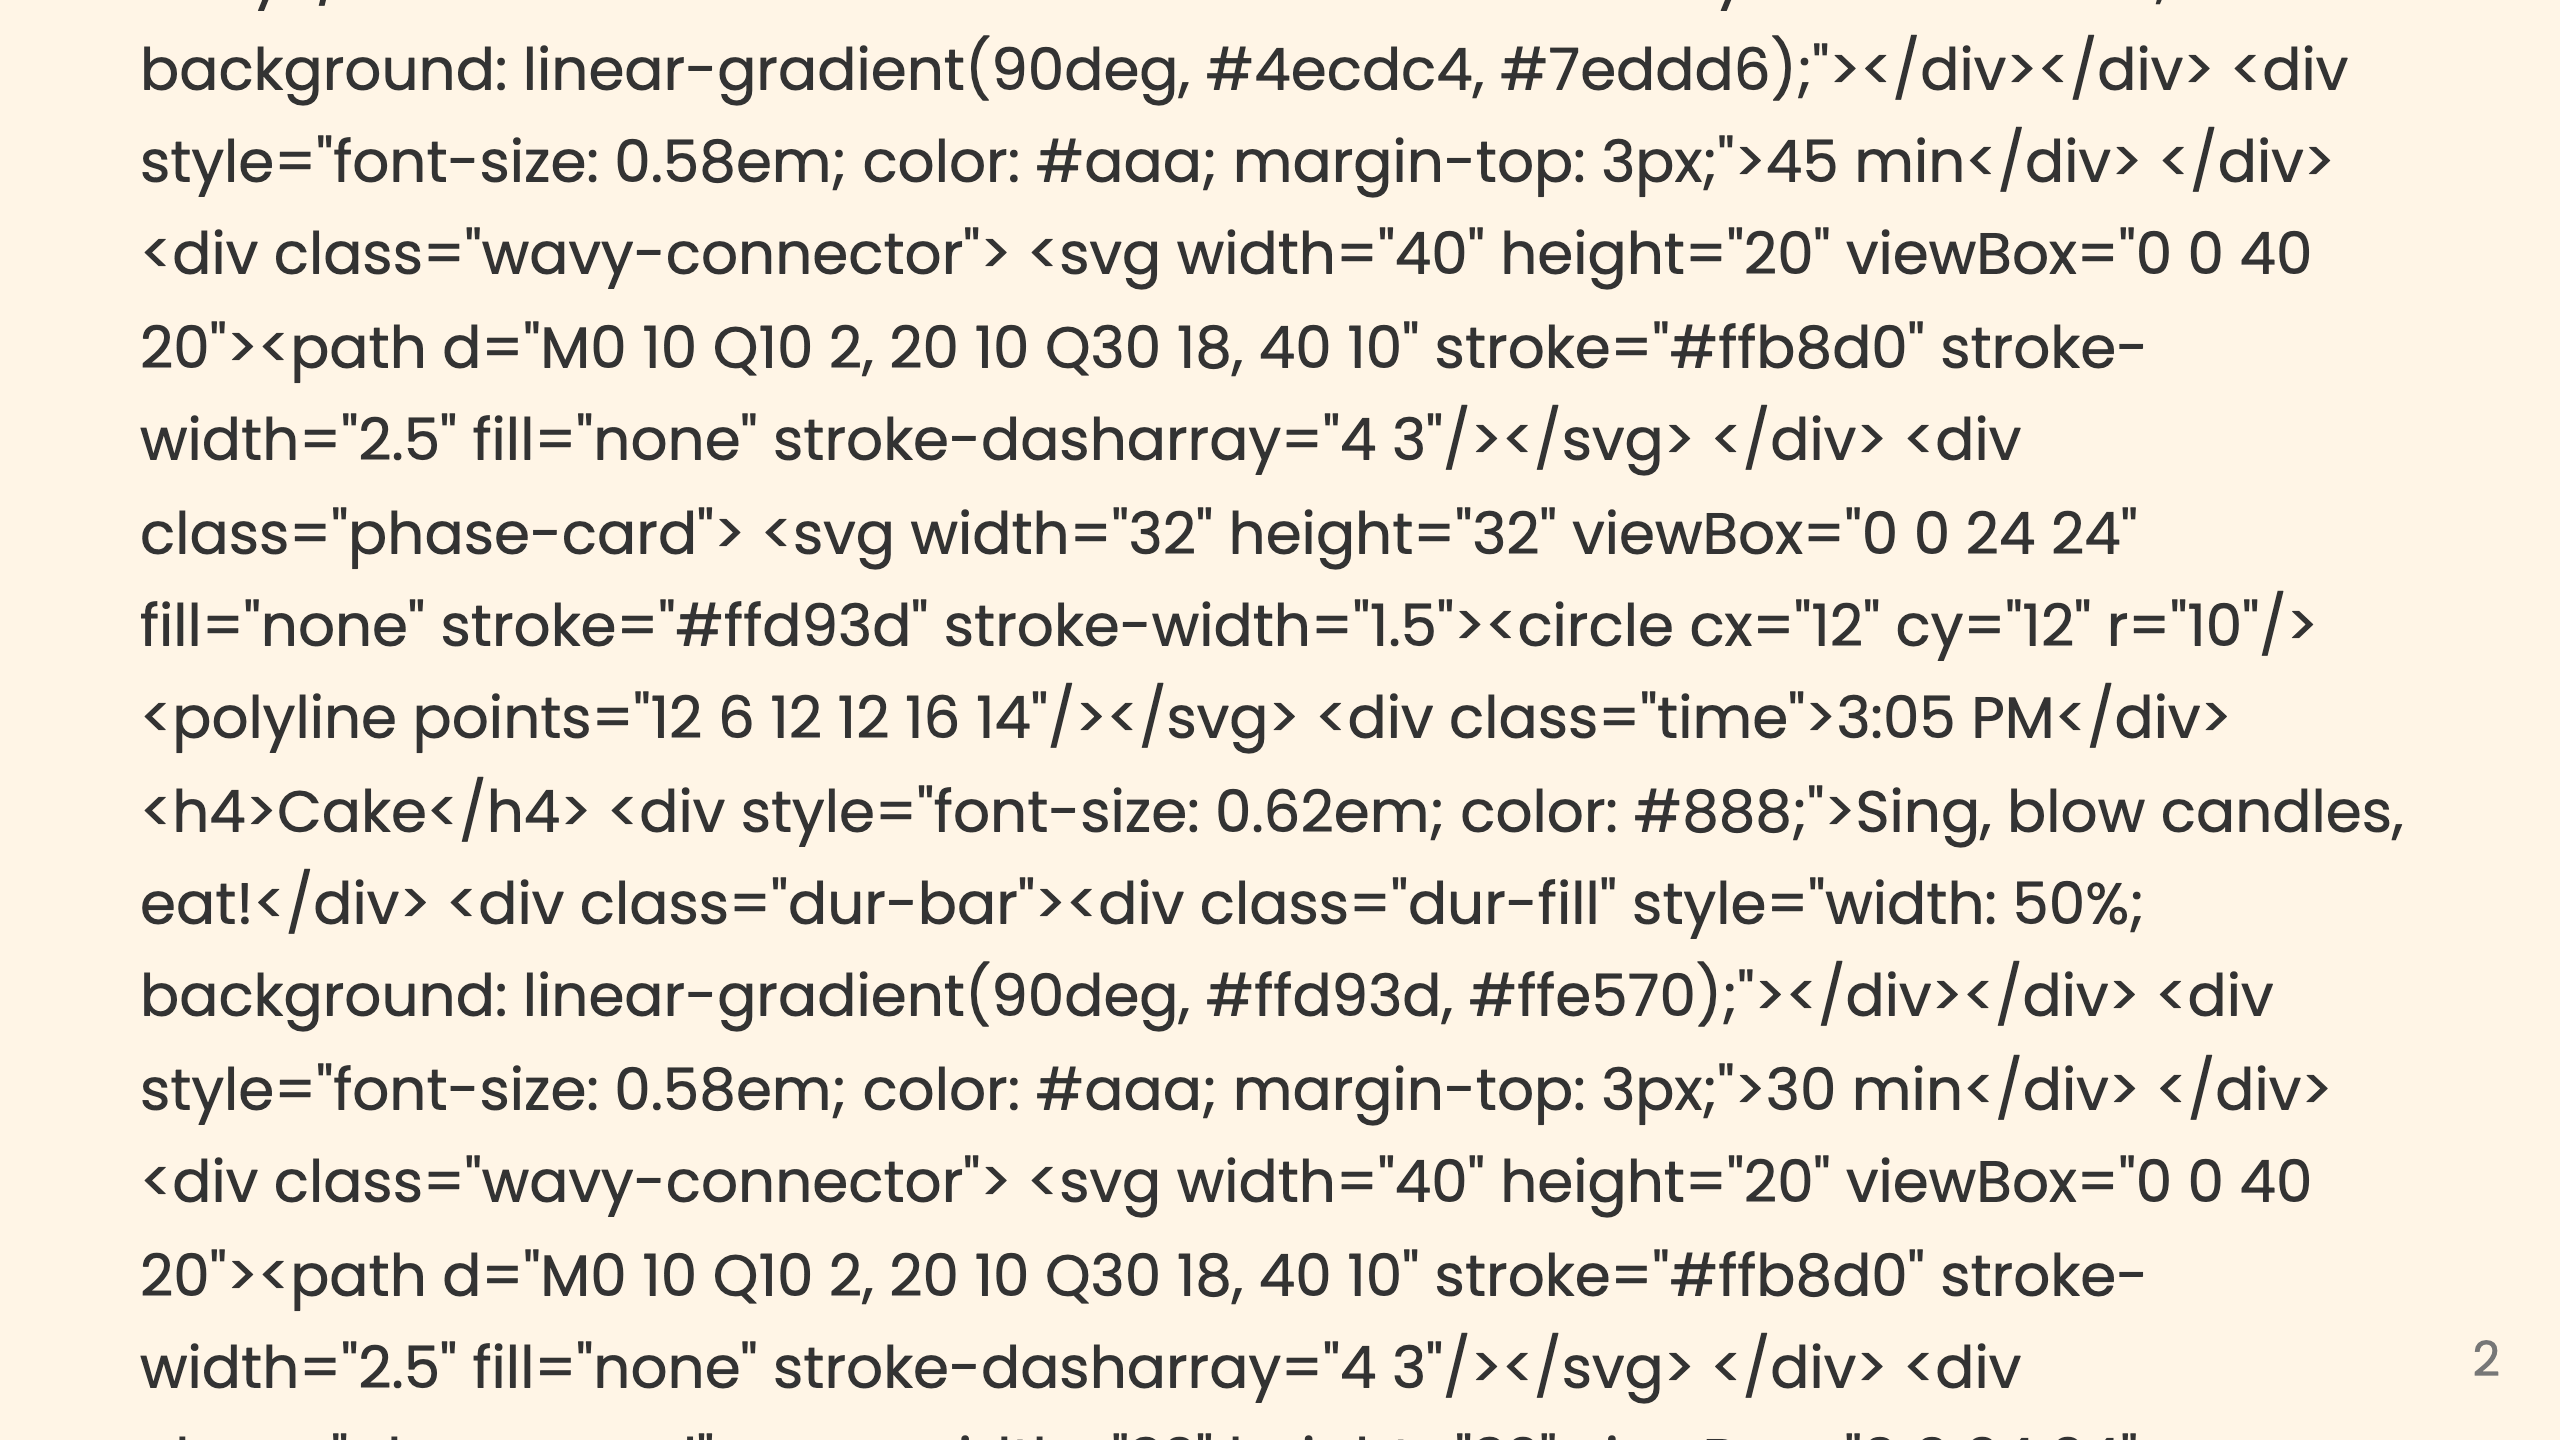 background: linear-gradient(90deg, #4ecdc4, #7eddd6);"></div></div> <div
style="font-size: 0.58em; color: #aaa; margin-top: 3px;">45 min</div> </div>
<div class="wavy-connector"> <svg width="40" height="20" viewBox="0 0 40
20"><path d="M0 10 Q10 2, 20 10 Q30 18, 40 10" stroke="#ffb8d0" stroke-
width="2.5" fill="none" stroke-dasharray="4 3"/></svg> </div> <div
class="phase-card"> <svg width="32" height="32" viewBox="0 0 24 24"
fill="none" stroke="#ffd93d" stroke-width="1.5"><circle cx="12" cy="12" r="10"/>
<polyline points="12 6 12 12 16 14"/></svg> <div class="time">3:05 PM</div>
<h4>Cake</h4> <div style="font-size: 0.62em; color: #888;">Sing, blow candles,
eat!</div> <div class="dur-bar"><div class="dur-fill" style="width: 50%;
background: linear-gradient(90deg, #ffd93d, #ffe570);"></div></div> <div
style="font-size: 0.58em; color: #aaa; margin-top: 3px;">30 min</div> </div>
<div class="wavy-connector"> <svg width="40" height="20" viewBox="0 0 40
20"><path d="M0 10 Q10 2, 20 10 Q30 18, 40 10" stroke="#ffb8d0" stroke-
width="2.5" fill="none" stroke-dasharray="4 3"/></svg> </div> <div
2